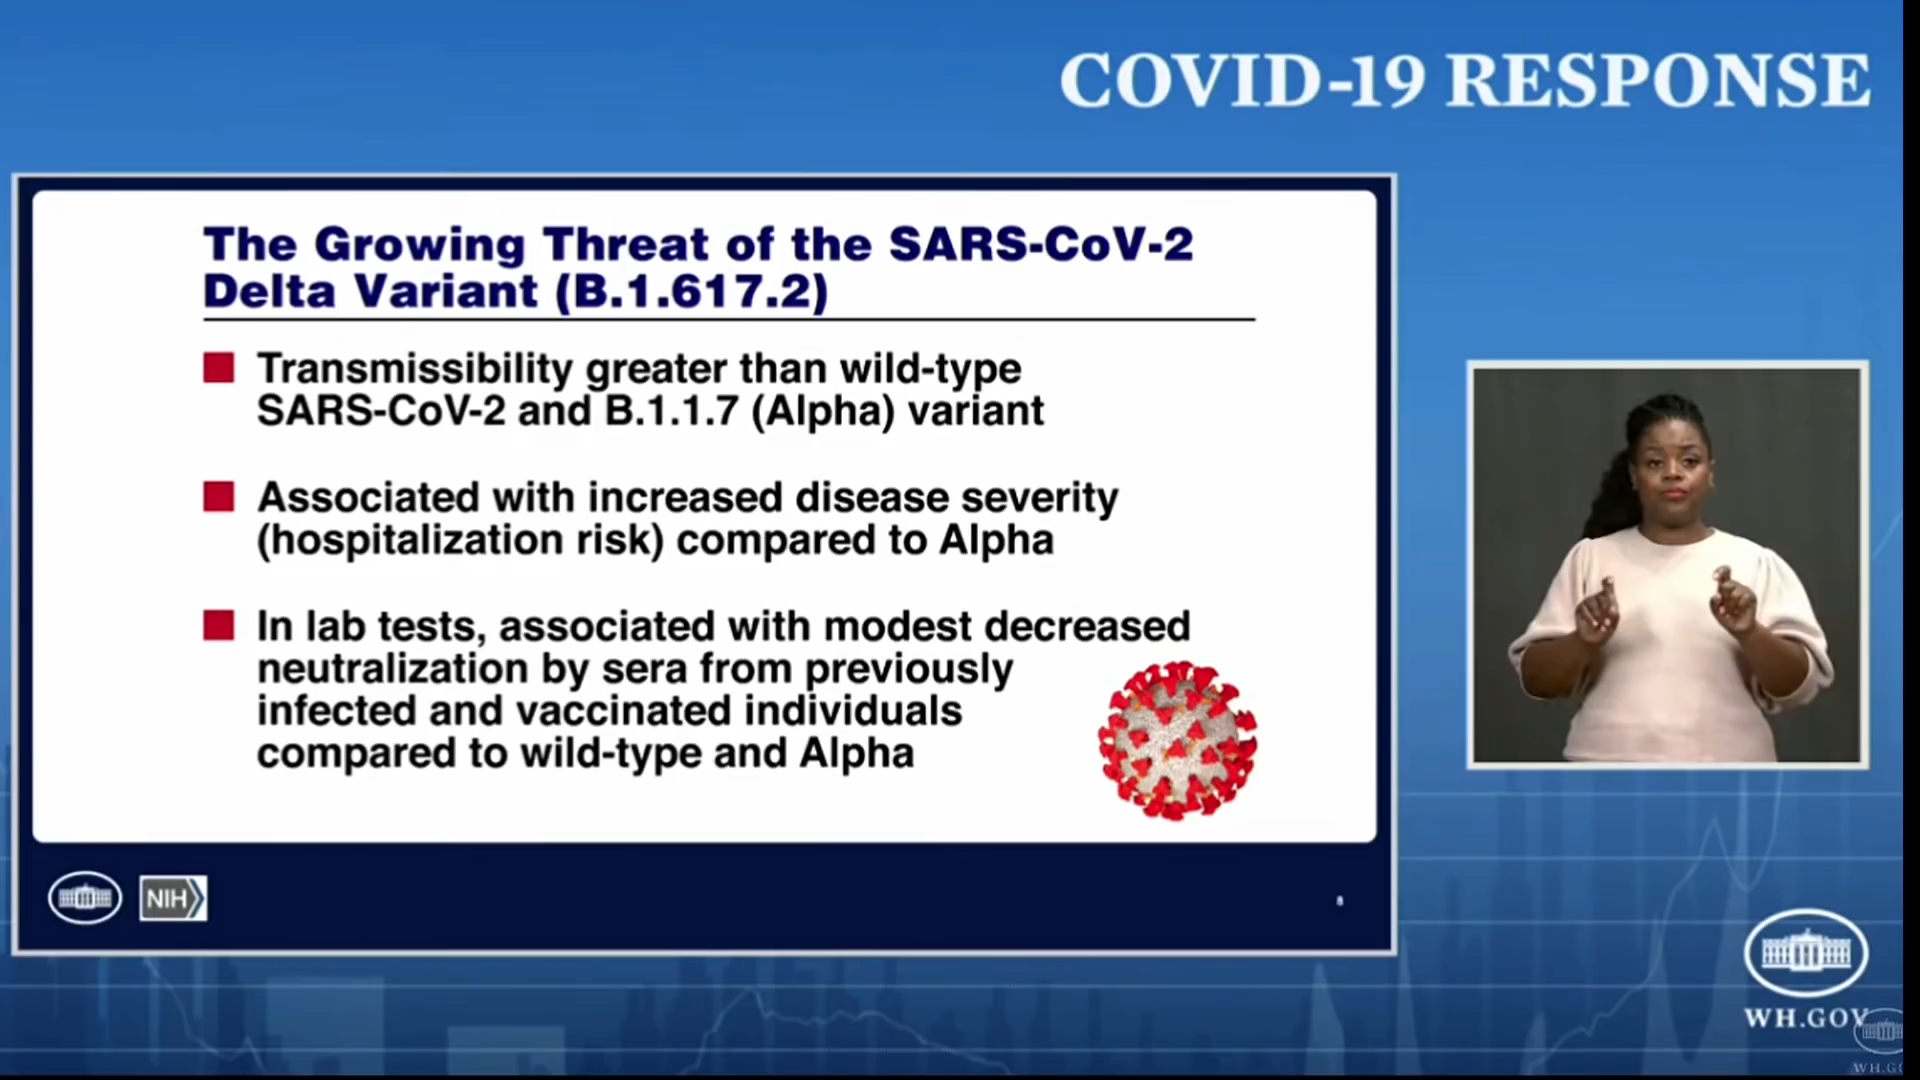 COVID-19 RESPONSE
The Growing Threat of the SARS-CoV-2
Delta Variant (B.1.617.2)
Transmissibility greater than wild-type
SARS-CoV-2 and B.1.1.7 (Alpha) variant
Associated with increased disease severity
(hospitalization risk) compared to Alpha
In lab tests, associated with modest decreased
neutralization by sera from previously
infected and vaccinated individuals
compared to wild-type and Alpha
NIH
8
WH.GOV
WH.GO